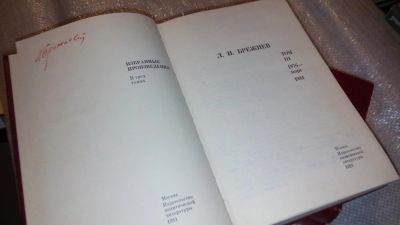 ИЗБРАННЫЕ
ПРОИЗВЕДЕНИЯ
В трех
томах
Москва
Издательство
политической
литературы
1981
Л. И. БРЕЖНЕВ
ТОМ
III
1976—
март
1981
Москва
Издательство
политической
литературы
1981